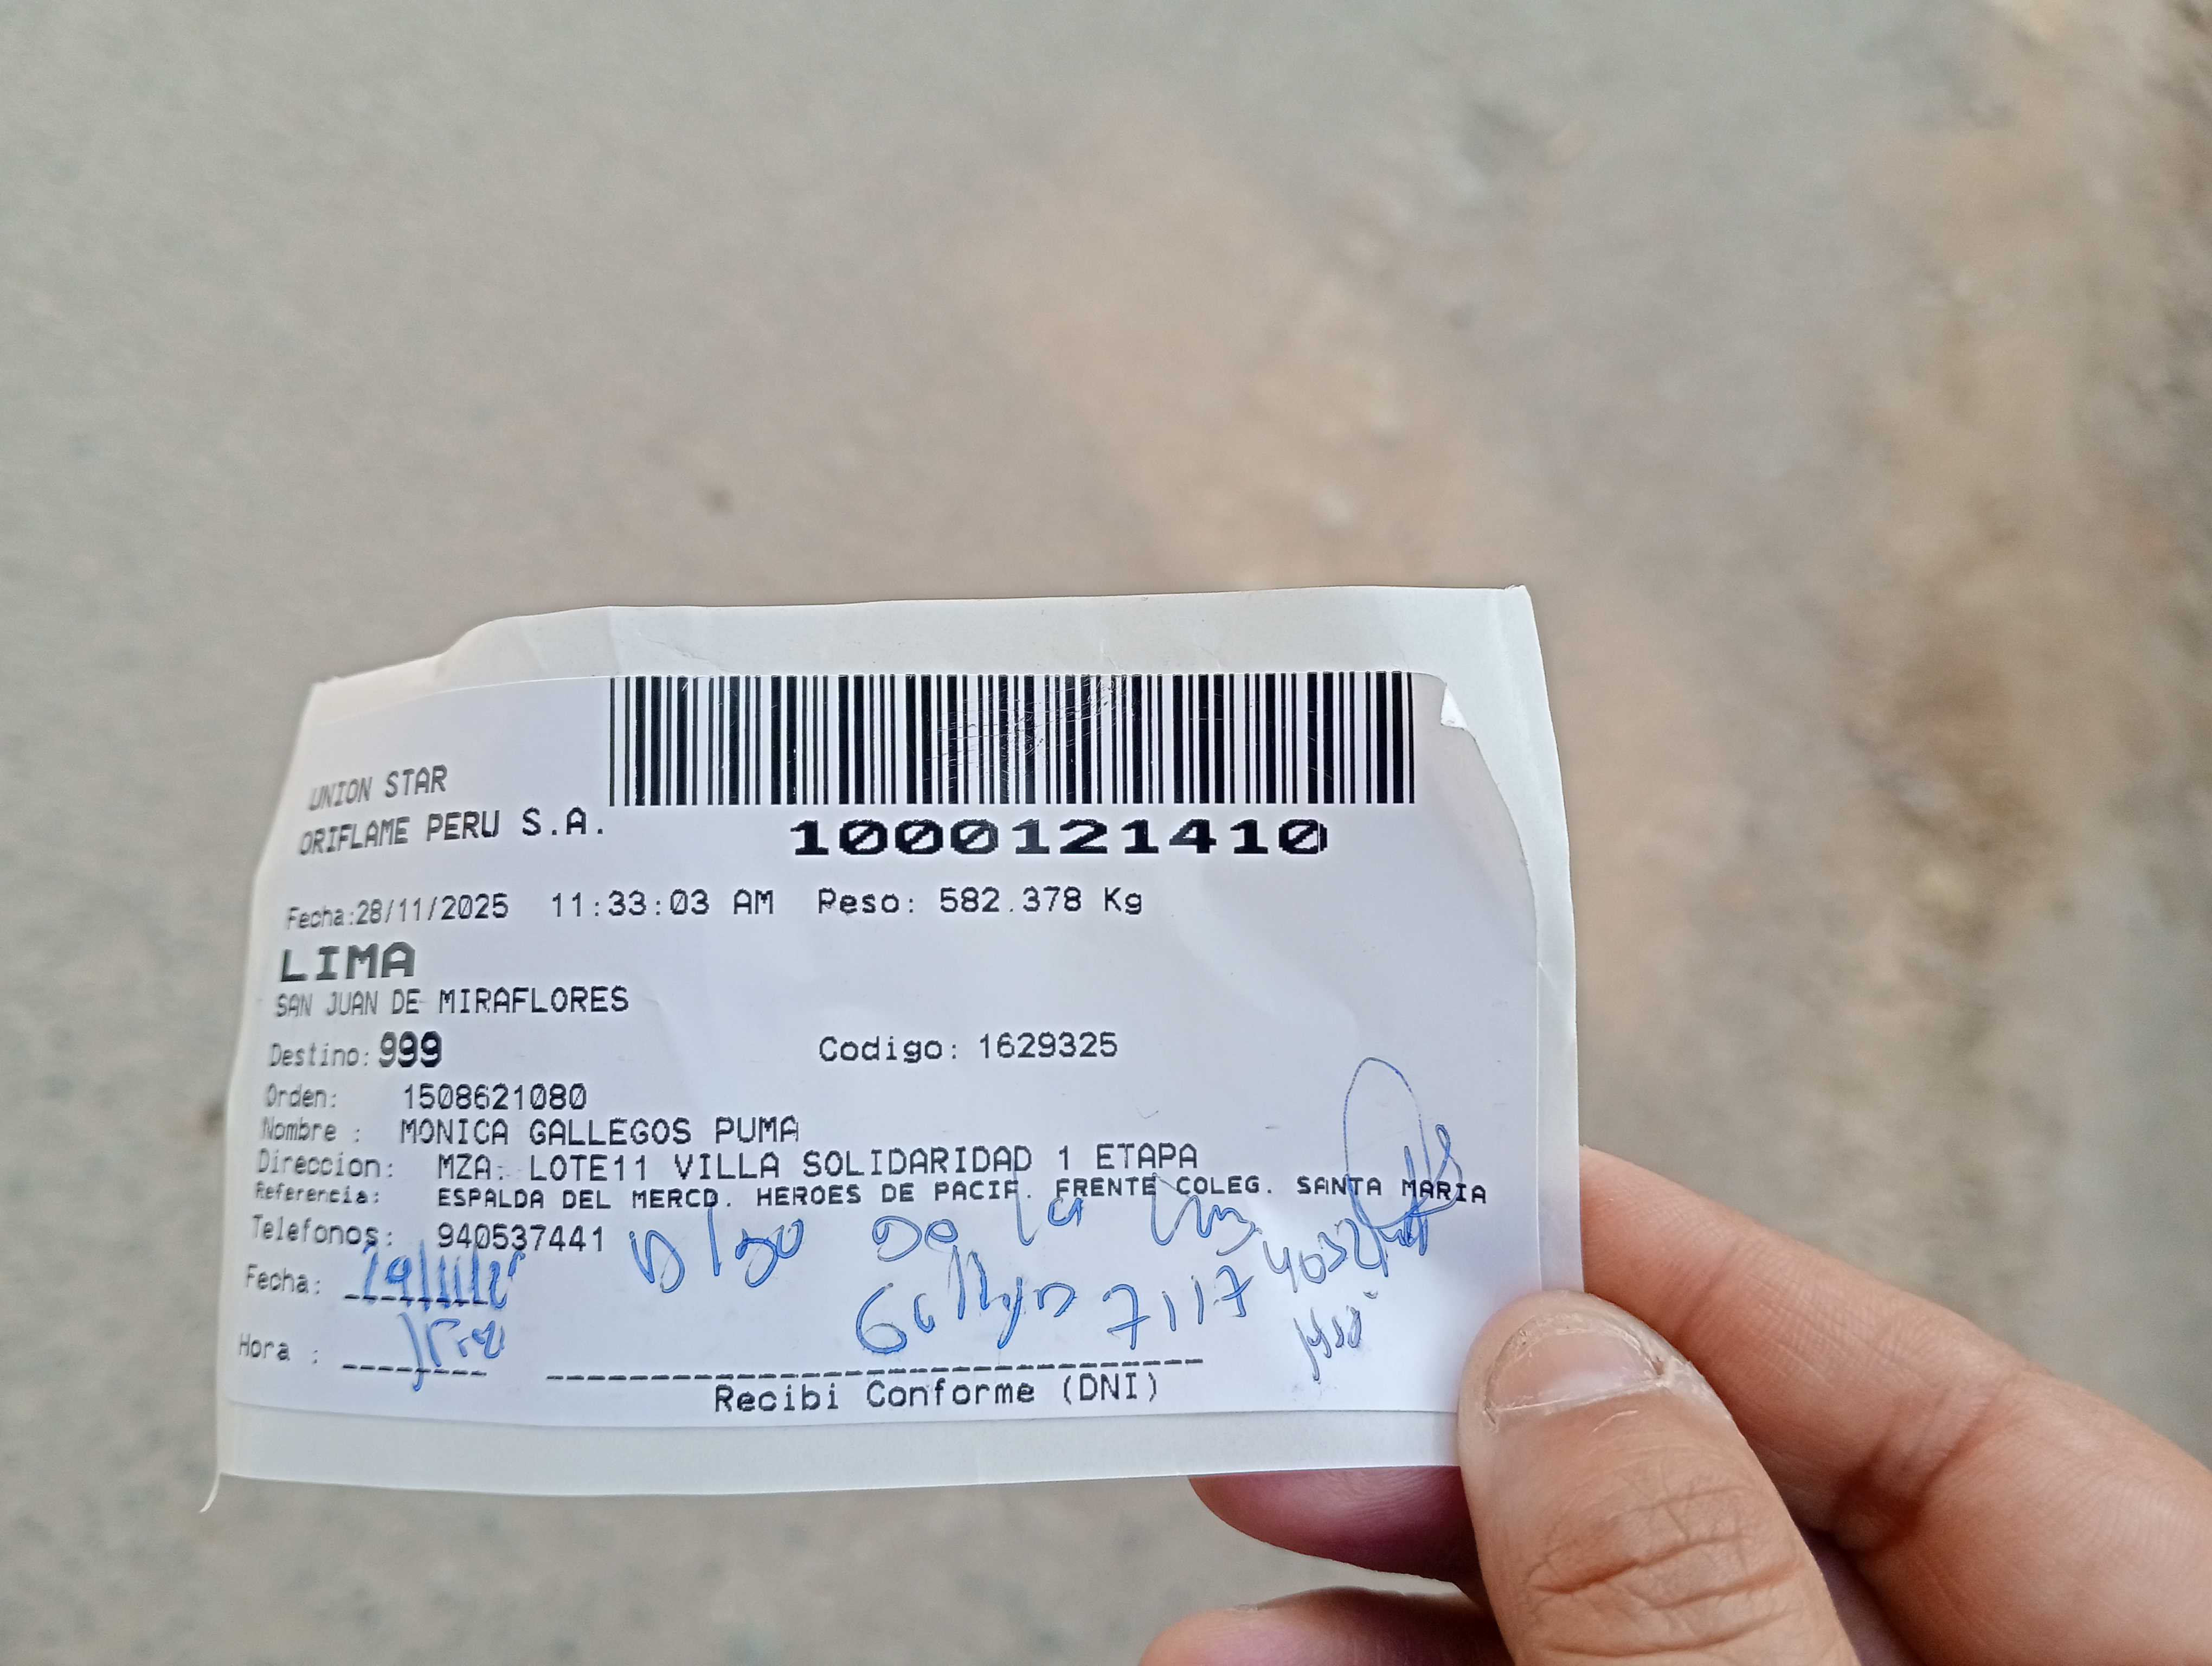 UNION STAR
ORIFLAME PERU S.A.
1000121410
Fecha:28/11/2025 11:33:03 AM Peso: 582.378 Kg
LIMA
SAN JUAN DE MIRAFLORES
Destino: 999 Codigo: 1629325
Orden: 1508621080
Nombre : MONICA GALLEGOS PUMA
Direccion: MZA. LOTE11 VILLA SOLIDARIDAD 1 ETAPA
Referencia: ESPALDA DEL MERCD. HEROES DE PACIF. FRENTE COLEG. SANTA MARIA
Telefonos: 940537441
de la
Fecha:
7117
Hora :
Recibi Conforme (DNI)